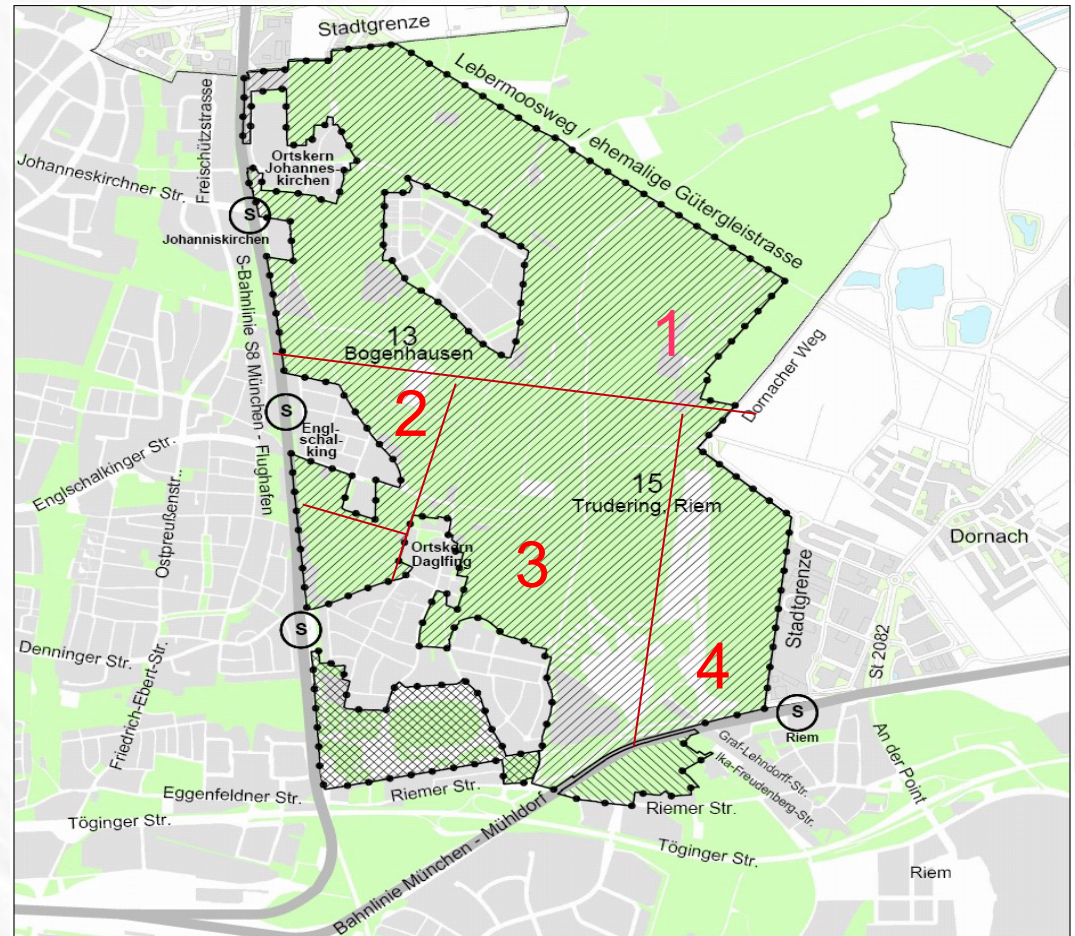 Stadtgrenze
Lebermoosweg / ehemalige Gütergleistrasse
Freischützstrasse
Johanneskirchner Str.
Ortskern
Johannes-
kirchen
S
Johanniskirchen
S-Bahnlinie S8 München - Flughafen
13
Bogenhausen
1
Dornacher Weg
2
S
Engl-
schal-
king
Englschalkinger Str.
Ostpreußenstr..
15
Trudering, Riem
Dornach
Ortskern
Daglfing
3
Stadtgrenze
S
St 2082
Denninger Str.
Friedrich-Ebert-Str.
4
S
Riem
Graf-Lehndorff-Str.
Ika-Freudenberg-Str.
An der Point
Eggenfeldner Str.
Riemer Str.
Riemer Str.
Töginger Str.
Töginger Str.
Bahnlinie München - Mühldorf
Riem